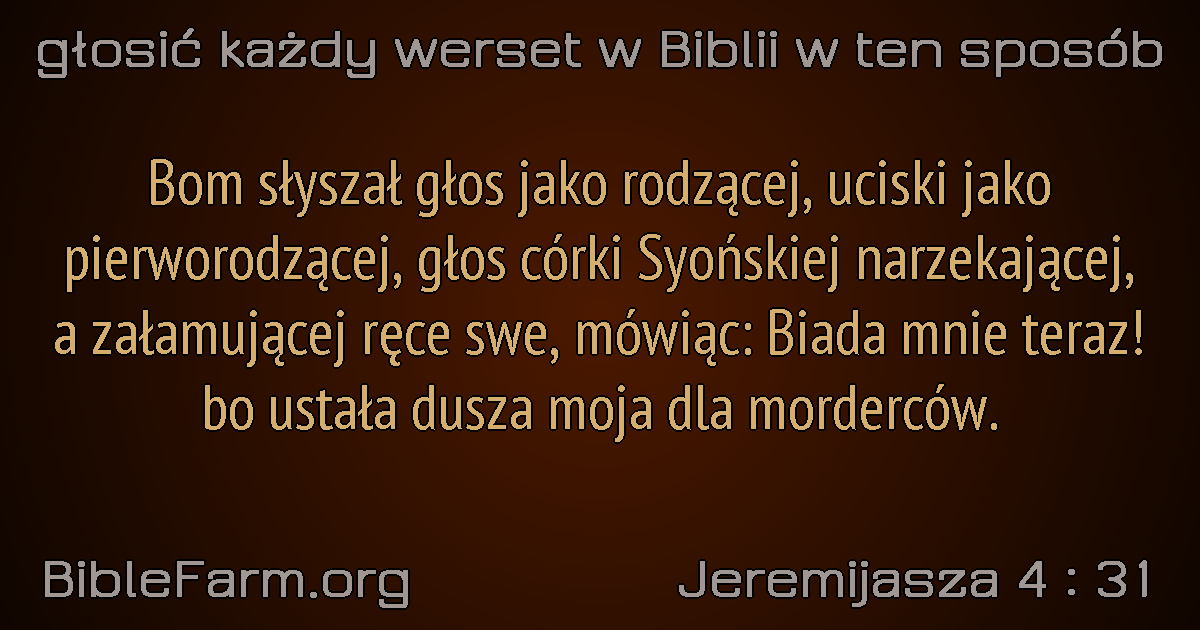 głosić każdy werset w Biblii w ten sposób
Bom słyszał głos jako rodzącej, uciski jako
pierworodzącej, głos córki Syońskiej narzekającej,
a załamującej ręce swe, mówiąc: Biada mnie teraz!
bo ustała dusza moja dla morderców.
BibleFarm.org
Jeremijasza 4 : 31